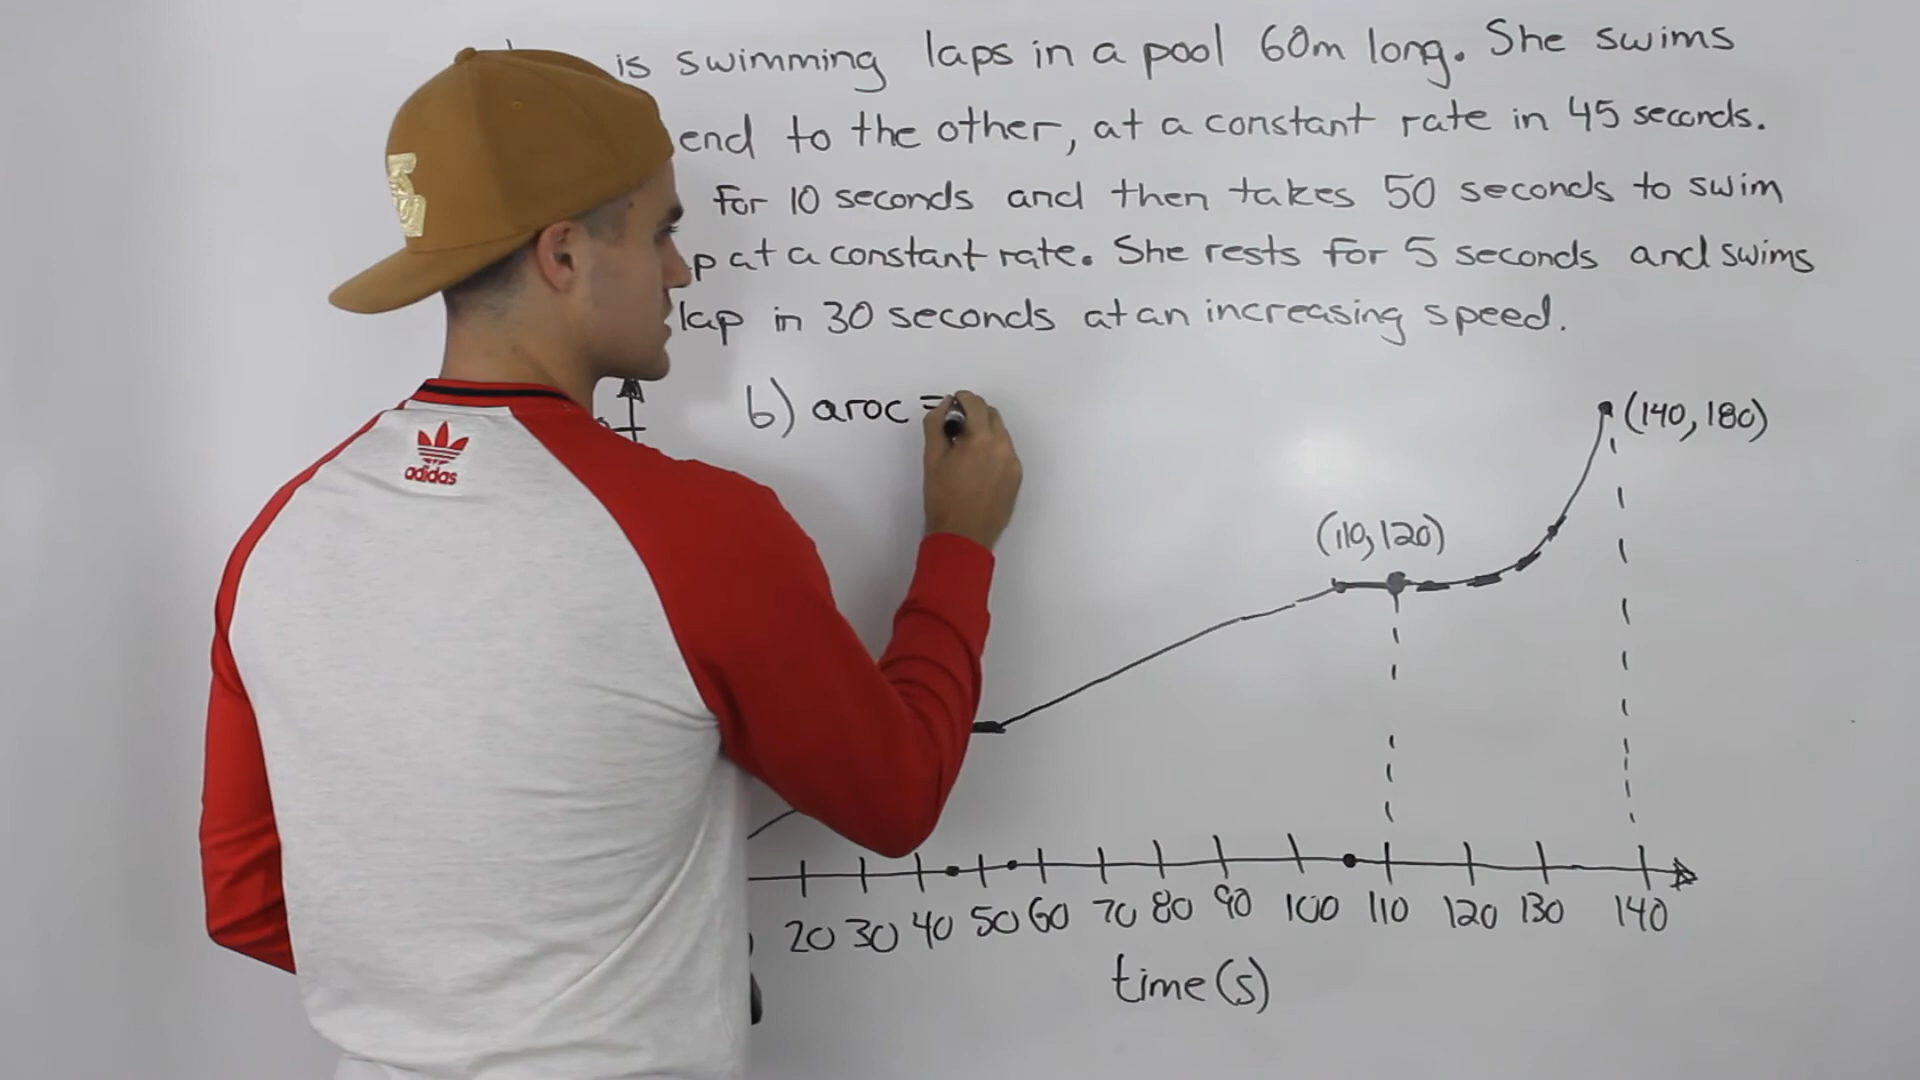 is swimming laps in a pool 60m long. She swims
end to the other, at a constant rate in 45 seconds.
for 10 seconds and then takes 50 seconds to swim
p at a constant rate. She rests for 5 seconds and swims
lap in 30 seconds at an increasing speed.
b) aroc =
(140, 180)
(110, 120)
adidas
20 30 40 50 60 70 80 90 100 110 120 130 140
time (s)